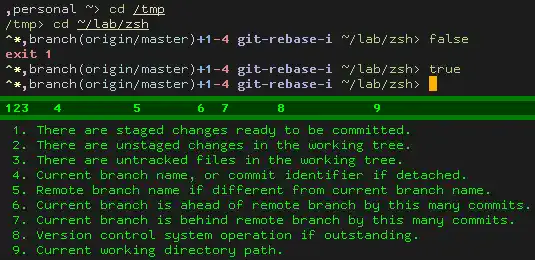 ,personal ~> cd /tmp
/tmp> cd ~/lab/zsh
^*,branch(origin/master)+1-4 git-rebase-i ~/lab/zsh> false
exit 1
^*,branch(origin/master)+1-4 git-rebase-i ~/lab/zsh> true
^*,branch(origin/master)+1-4 git-rebase-i ~/lab/zsh>
123 4 5 6 7 8 9
1. There are staged changes ready to be committed.
2. There are unstaged changes in the working tree.
3. There are untracked files in the working tree.
4. Current branch name, or commit identifier if detached.
5. Remote branch name if different from current branch name.
6. Current branch is ahead of remote branch by this many commits.
7. Current branch is behind remote branch by this many commits.
8. Version control system operation if outstanding.
9. Current working directory path.